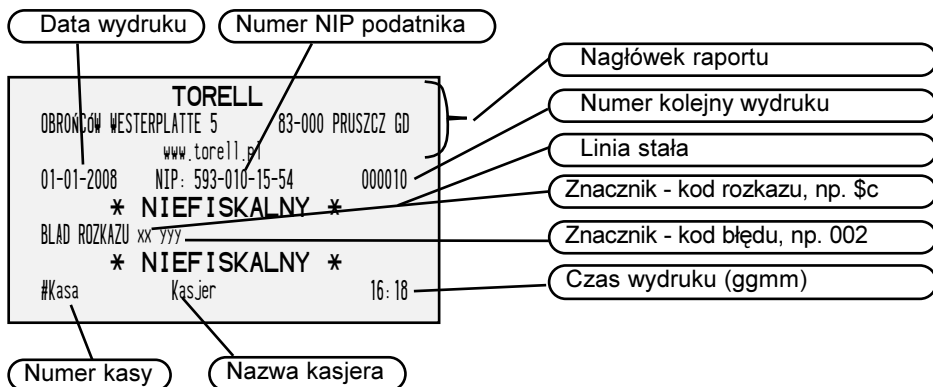 Data wydruku
Numer NIP podatnika
Nagłówek raportu
Numer kolejny wydruku
Linia stała
Znacznik - kod rozkazu, np. $c
Znacznik - kod błędu, np. 002
Czas wydruku (ggmm)
TORELL
OBROŃCÓW WESTERPLATTE 5 83-000 PRUSZCZ GD
www.torell.pl
01-01-2008 NIP: 593-010-15-54 000010
* NIEFISKALNY *
BLAD ROZKAZU xx yyy
* NIEFISKALNY *
#Kasa Kasjer 16:18
Numer kasy
Nazwa kasjera